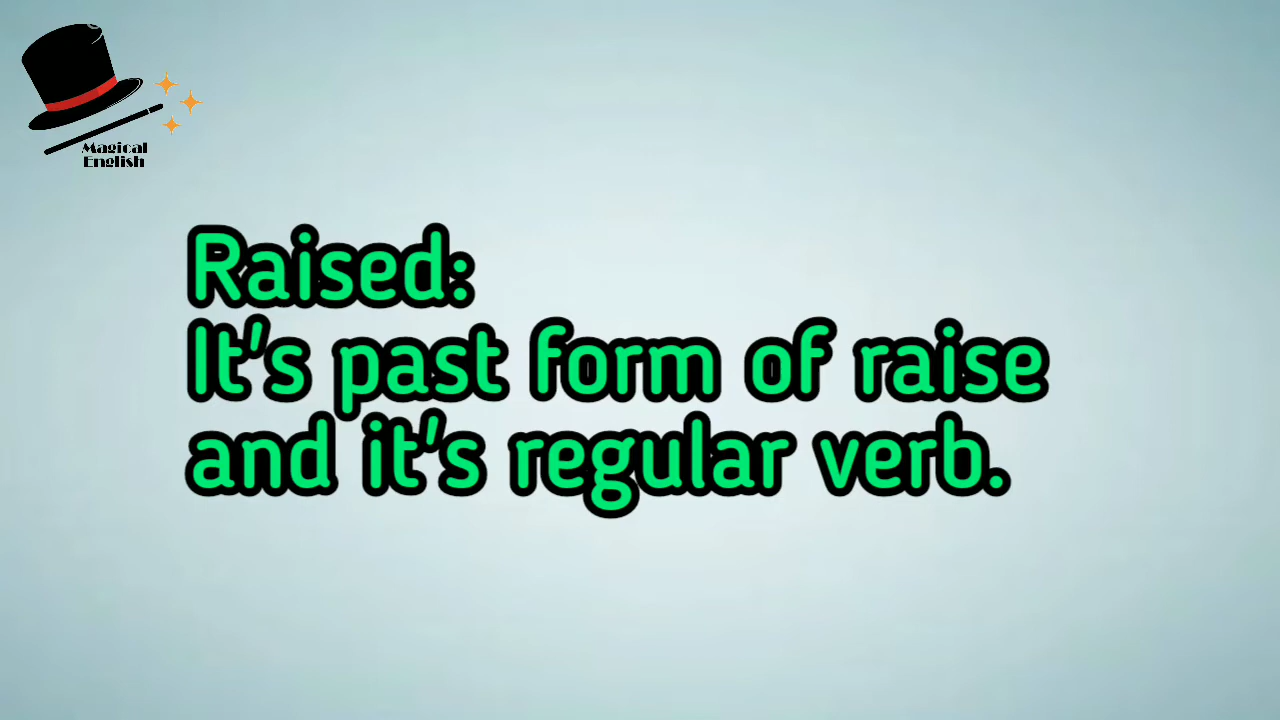 Magical
English
Raised:
It's past form of raise
and it's regular verb.